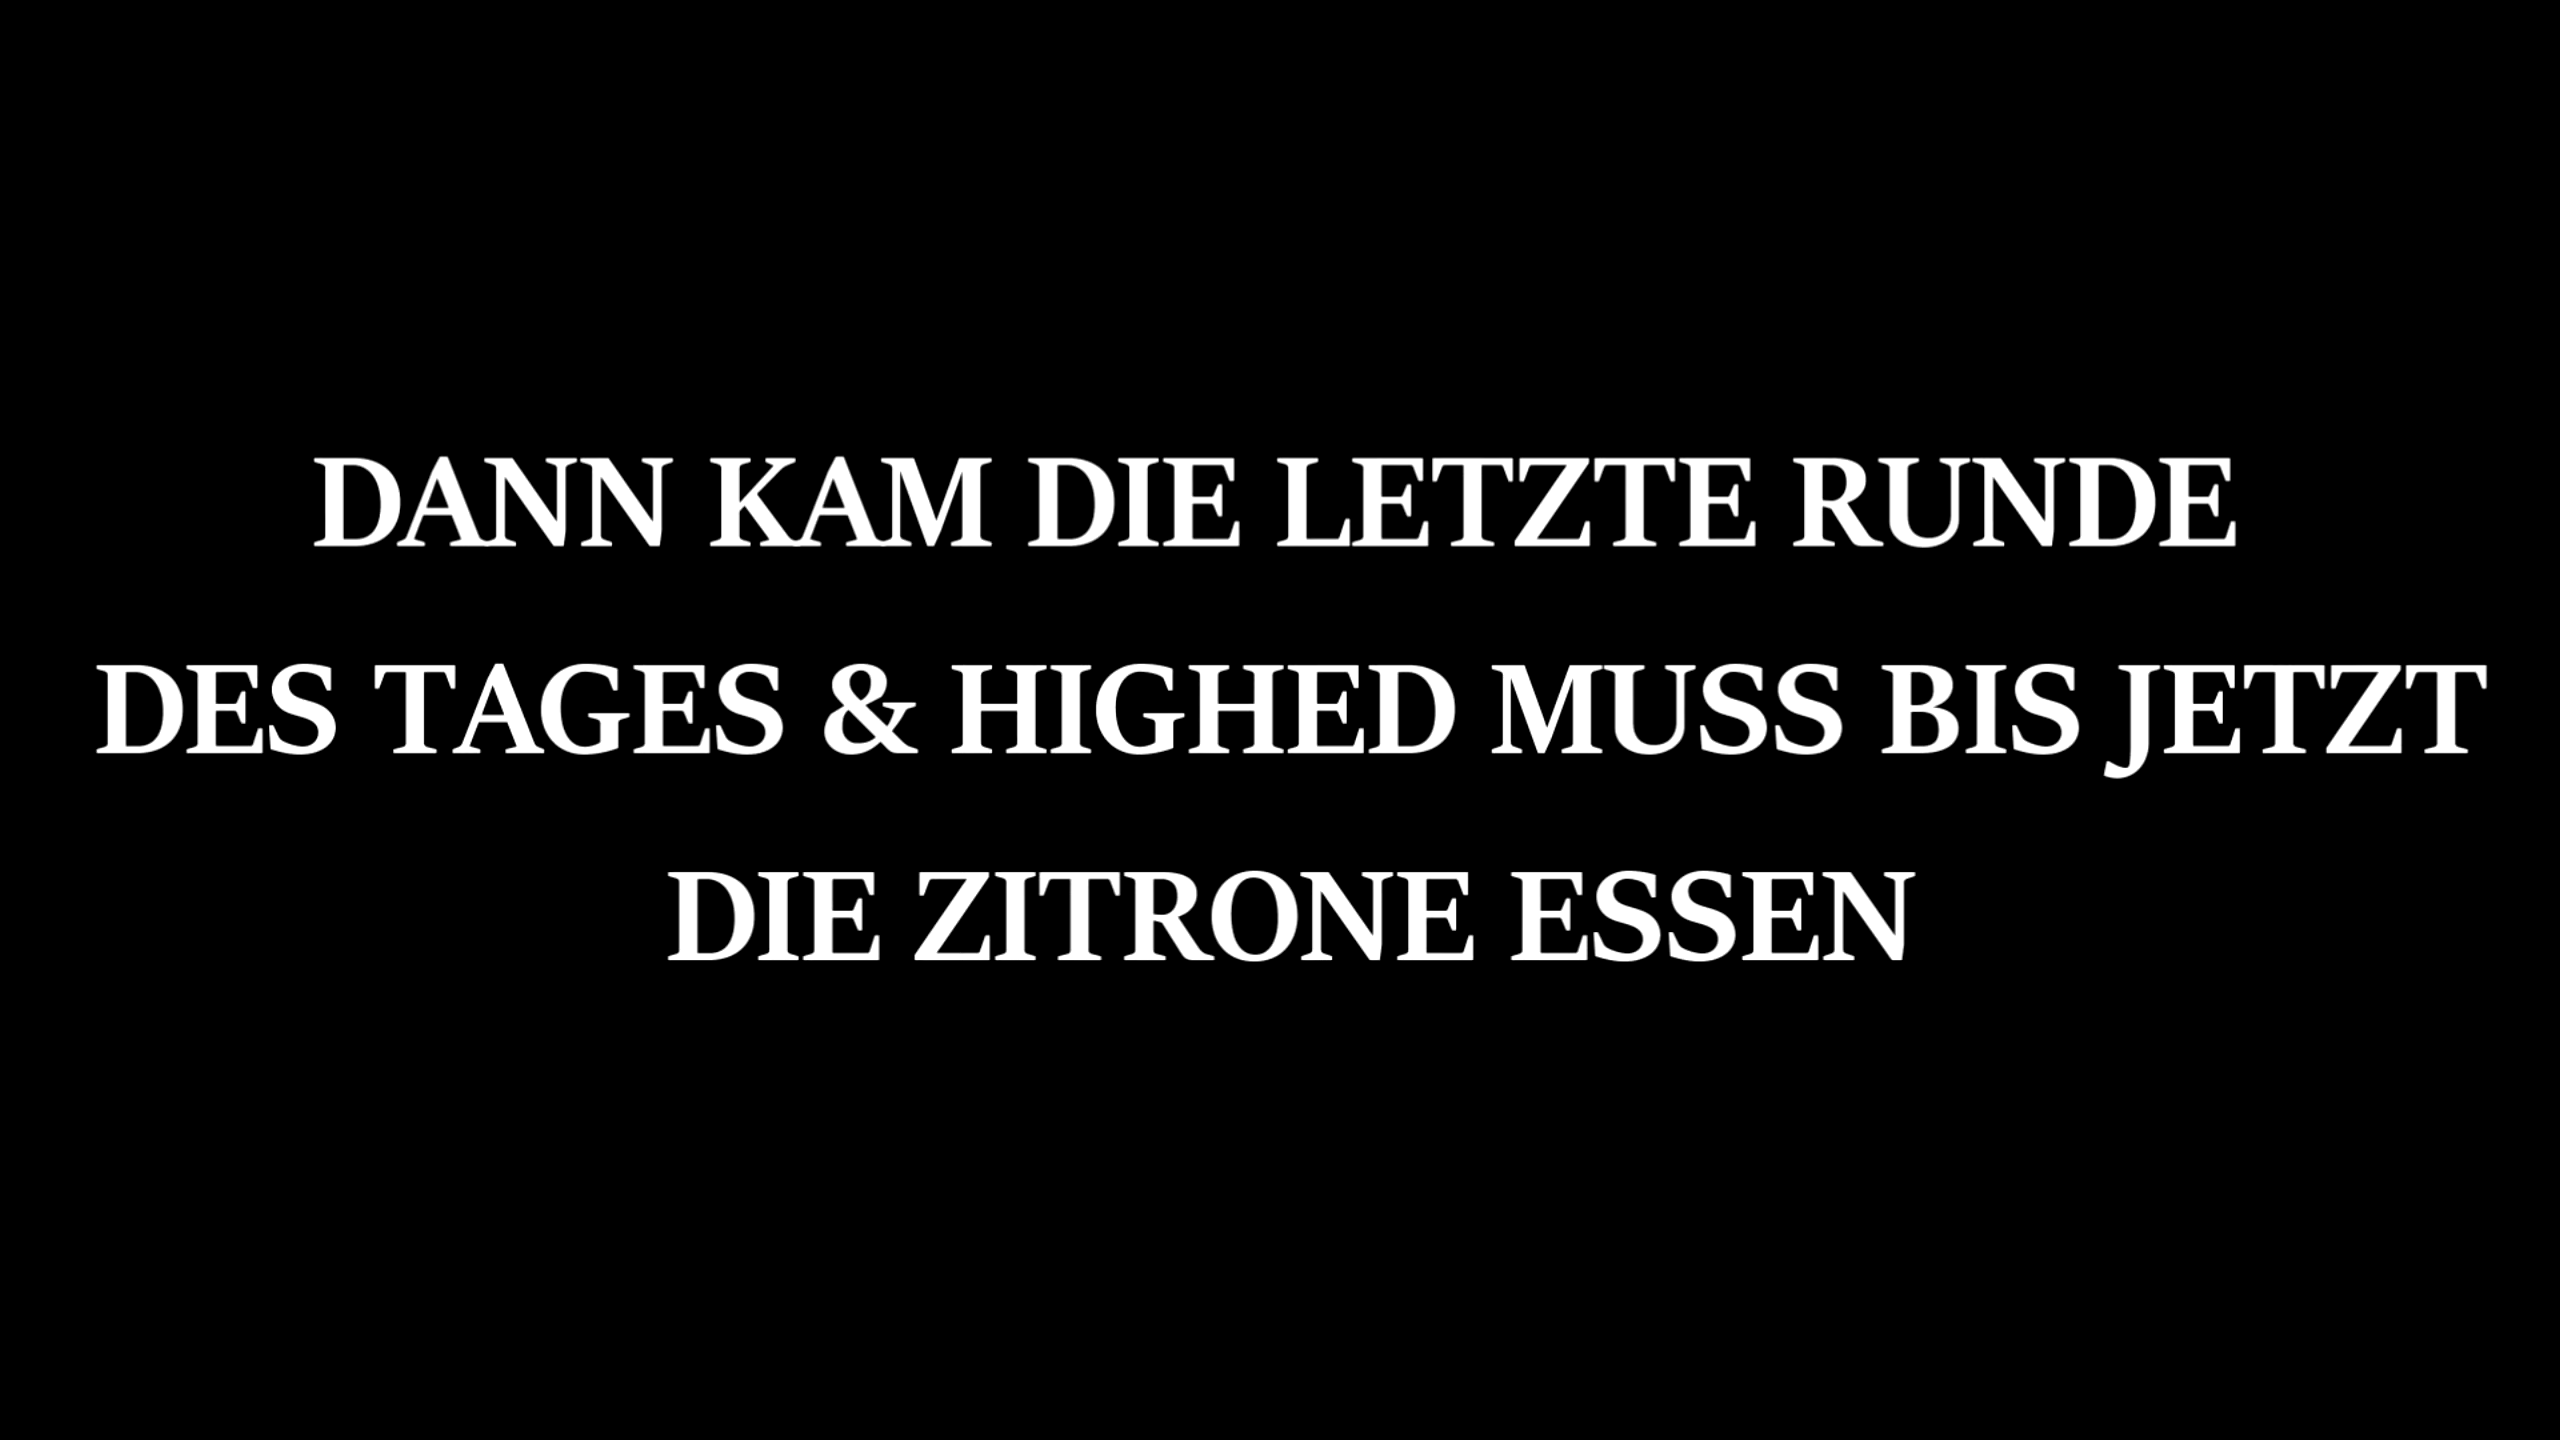 DANN KAM DIE LETZTE RUNDE
DES TAGES & HIGHED MUSS BIS JETZT
DIE ZITRONE ESSEN